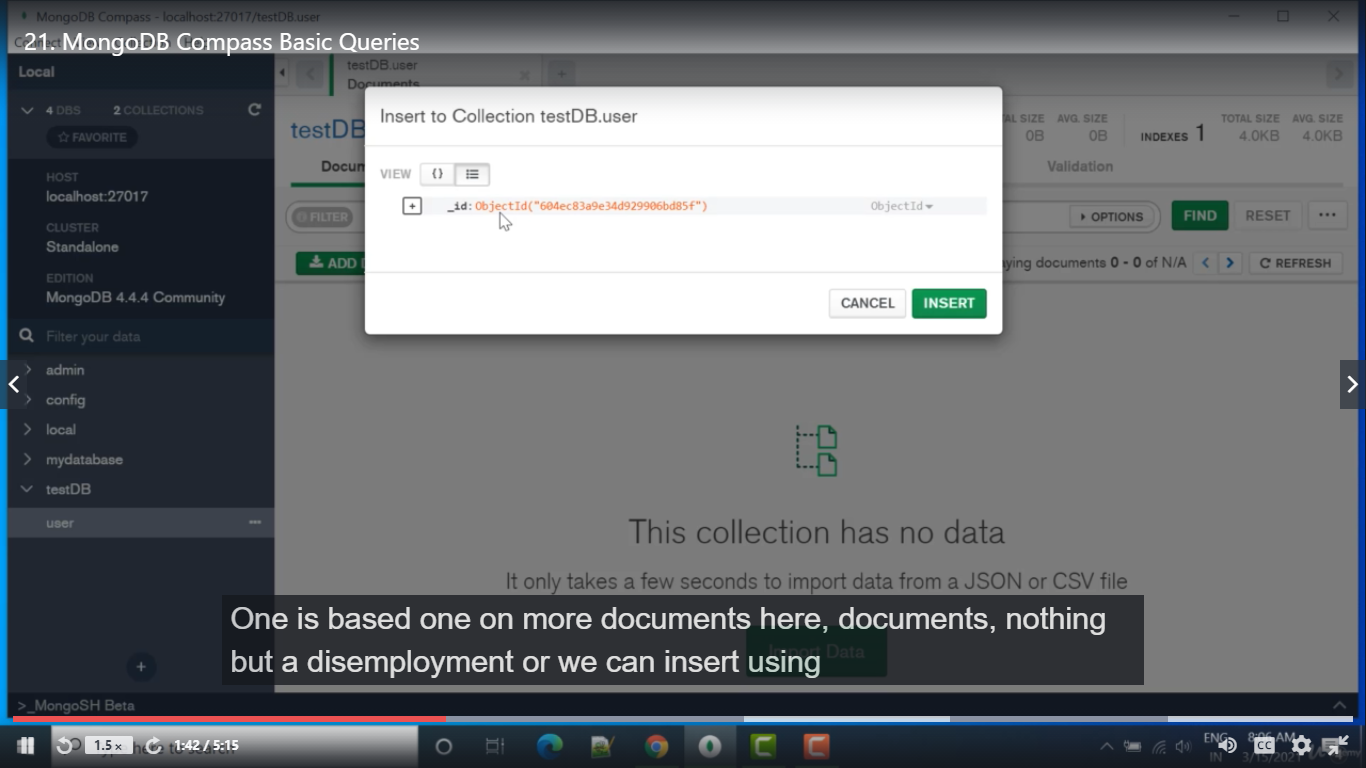 MongoDB Compass - localhost:27017/testDB.user
21. MongoDB Compass Basic Queries
Local
testDB.user
Documents
4 DBS 2 COLLECTIONS
FAVORITE
HOST
localhost:27017
CLUSTER
Standalone
EDITION
MongoDB 4.4.4 Community
Filter your data
admin
config
local
mydatabase
testDB
user
>_MongoSH Beta
testDB
Docum
FILTER
ADD
AL SIZE AVG. SIZE
0B 0B
INDEXES 1
TOTAL SIZE AVG. SIZE
4.0KB 4.0KB
Validation
OPTIONS
FIND
RESET
ying documents 0 - 0 of N/A
REFRESH
Insert to Collection testDB.user
VIEW {}
+ _id: ObjectId("604ec83a9e34d929906bd85f") ObjectId
CANCEL
INSERT
This collection has no data
It only takes a few seconds to import data from a JSON or CSV file
Import Data
One is based one on more documents here, documents, nothing
but a disemployment or we can insert using
1.5 x
1:42 / 5:15
here to
ENG
IN
8:06 AM
3/15/2021
CC